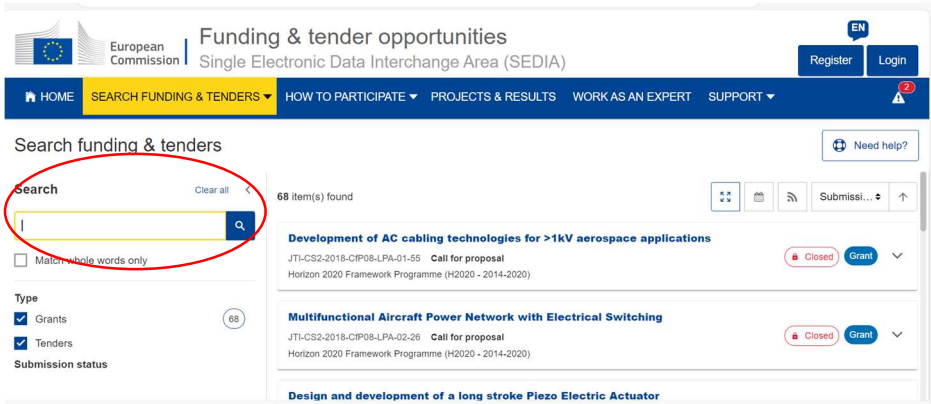 European
Commission
Funding & tender opportunities
Single Electronic Data Interchange Area (SEDIA)
EN
Register
Login
HOME
SEARCH FUNDING & TENDERS
HOW TO PARTICIPATE
PROJECTS & RESULTS
WORK AS AN EXPERT
SUPPORT
2
Search funding & tenders
Need help?
Search
Clear all
Match whole words only
Type
Grants
68
Tenders
Submission status
68 item(s) found
Submissi...
Development of AC cabling technologies for >1kV aerospace applications
JTI-CS2-2018-CfP08-LPA-01-55 Call for proposal
Horizon 2020 Framework Programme (H2020 - 2014-2020)
Closed
Grant
Multifunctional Aircraft Power Network with Electrical Switching
JTI-CS2-2018-CfP08-LPA-02-26 Call for proposal
Horizon 2020 Framework Programme (H2020 - 2014-2020)
Closed
Grant
Design and development of a long stroke Piezo Electric Actuator